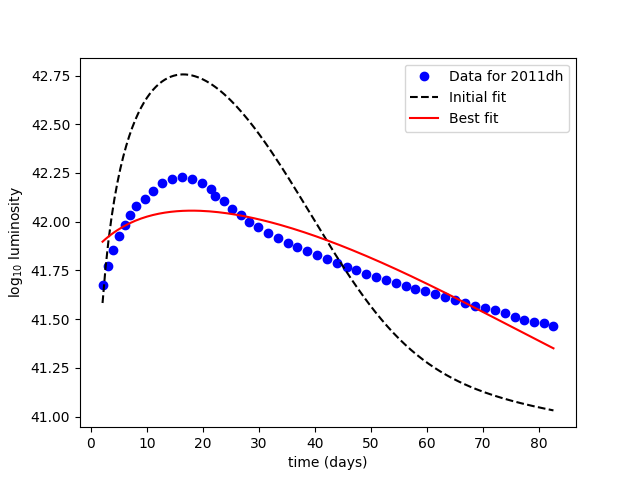 42.75
42.50
42.25
42.00
41.75
41.50
41.25
41.00
log₁₀ luminosity
Data for 2011dh
Initial fit
Best fit
0 10 20 30 40 50 60 70 80
time (days)